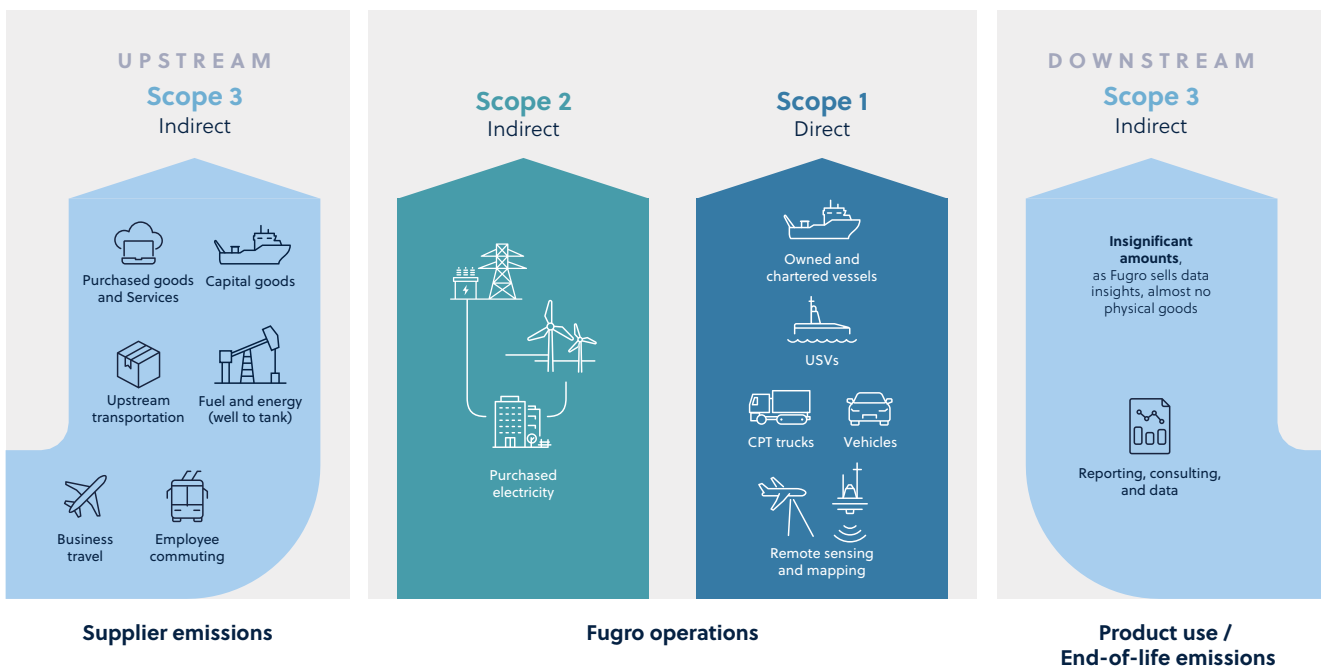 UPSTREAM
Scope 3
Indirect
Purchased goods
and Services
Capital goods
Upstream
transportation
Fuel and energy
(well to tank)
Business
travel
Employee
commuting
Supplier emissions
Scope 2
Indirect
Purchased
electricity
Scope 1
Direct
Owned and
chartered vessels
USVs
CPT trucks
Vehicles
Remote sensing
and mapping
Fugro operations
DOWNSTREAM
Scope 3
Indirect
Insignificant
amounts,
as Fugro sells data
insights, almost no
physical goods
Reporting, consulting,
and data
Product use /
End-of-life emissions